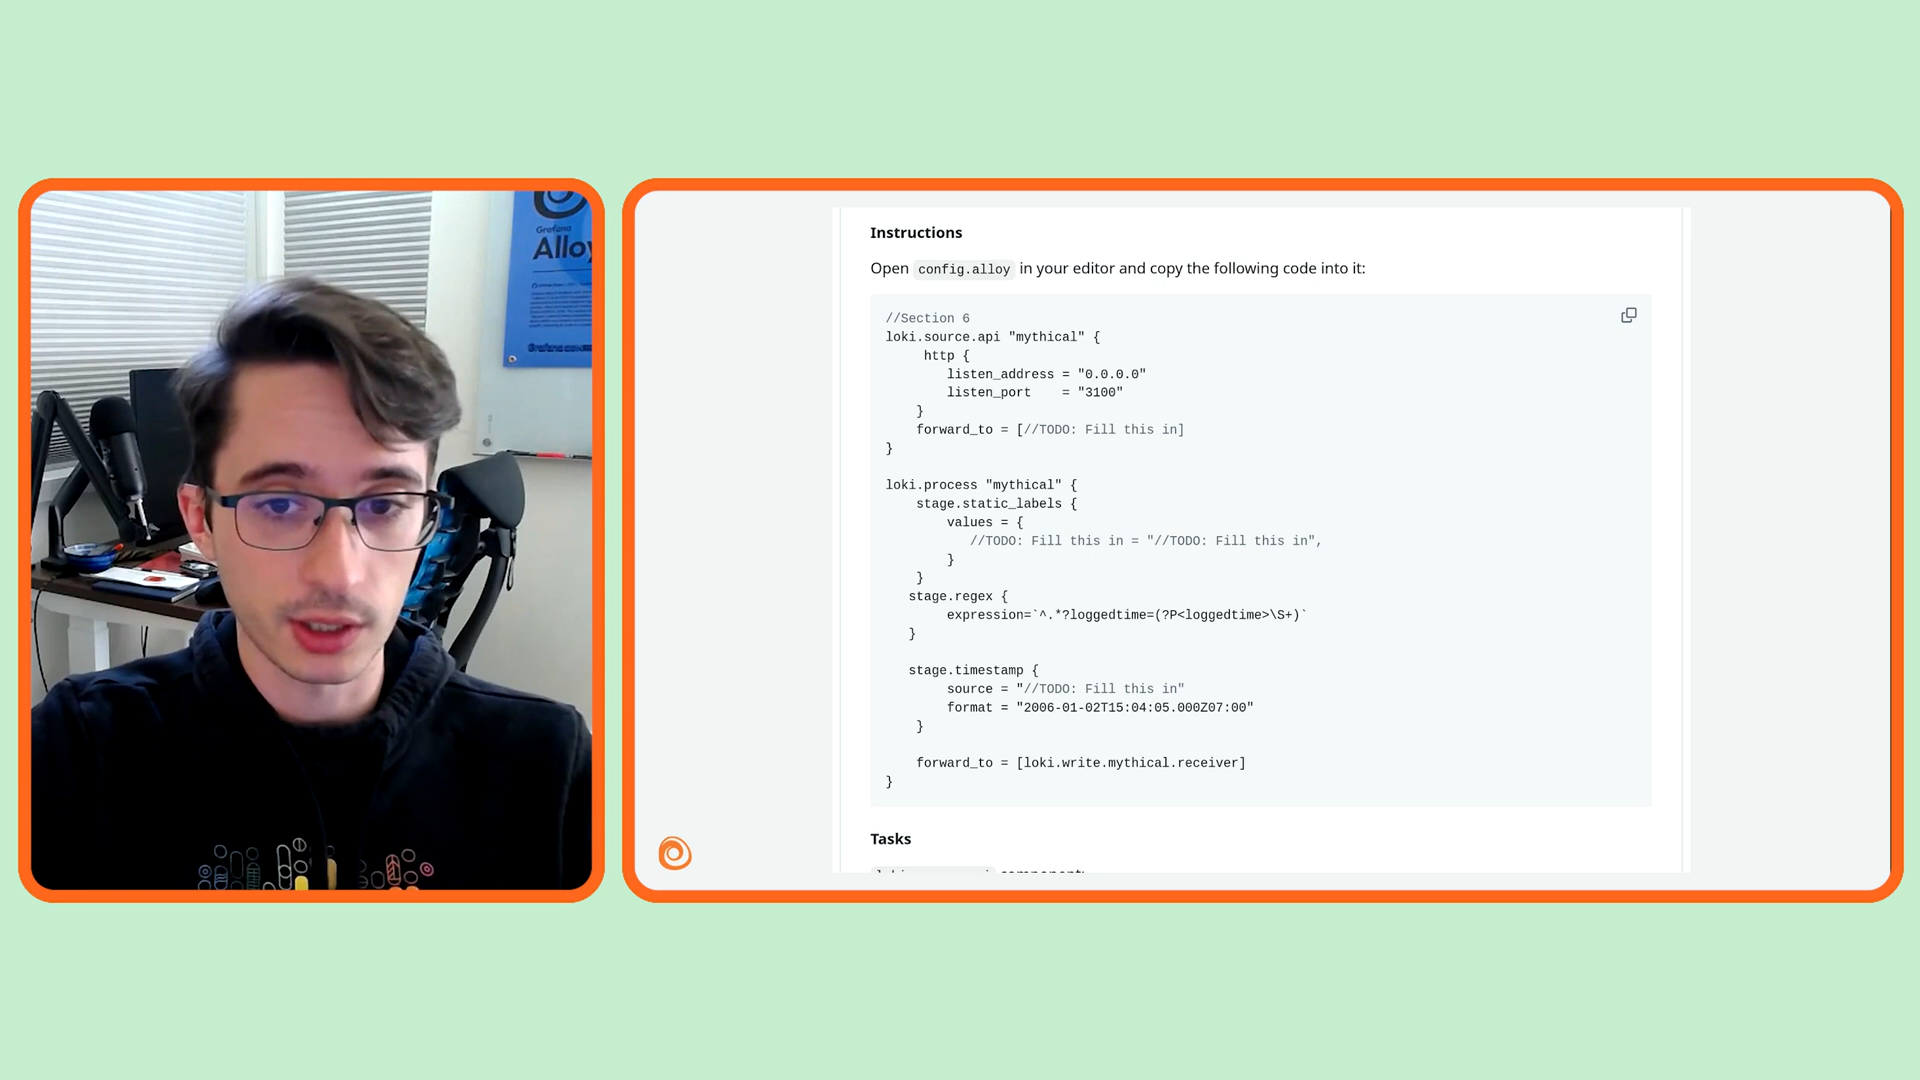 Grafana
Alloy
Instructions
Open config.alloy in your editor and copy the following code into it:
//Section 6
loki.source.api "mythical" {
     http {
        listen_address = "0.0.0.0"
        listen_port    = "3100"
    }
    forward_to = [//TODO: Fill this in]
}
loki.process "mythical" {
    stage.static_labels {
        values = {
           //TODO: Fill this in = "//TODO: Fill this in",
        }
    }
   stage.regex {
        expression=`^.*?loggedtime=(?P<loggedtime>\S+)`
   }
   stage.timestamp {
        source = "//TODO: Fill this in"
        format = "2006-01-02T15:04:05.000Z07:00"
    }
    forward_to = [loki.write.mythical.receiver]
}
Tasks